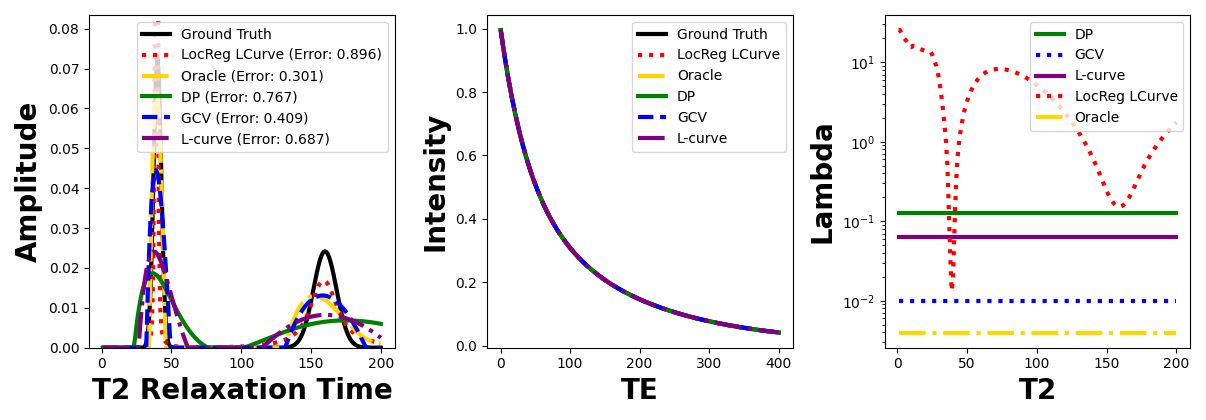 Amplitude
0.08
0.07
0.06
0.05
0.04
0.03
0.02
0.01
0.00
0
50
100
150
200
T2 Relaxation Time
Ground Truth
LocReg LCurve (Error: 0.896)
Oracle (Error: 0.301)
DP (Error: 0.767)
GCV (Error: 0.409)
L-curve (Error: 0.687)
Intensity
1.0
0.8
0.6
0.4
0.2
0.0
0
100
200
300
400
TE
Ground Truth
LocReg LCurve
Oracle
DP
GCV
L-curve
Lambda
10¹
10⁰
10⁻¹
10⁻²
0
50
100
150
200
T2
DP
GCV
L-curve
LocReg LCurve
Oracle